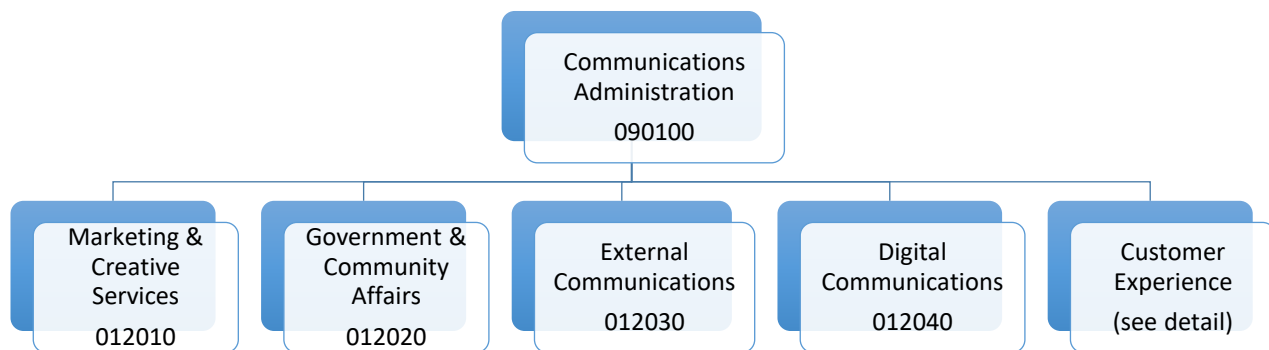 Communications
Administration
090100
Marketing &
Creative
Services
012010
Government &
Community
Affairs
012020
External
Communications
012030
Digital
Communications
012040
Customer
Experience
(see detail)